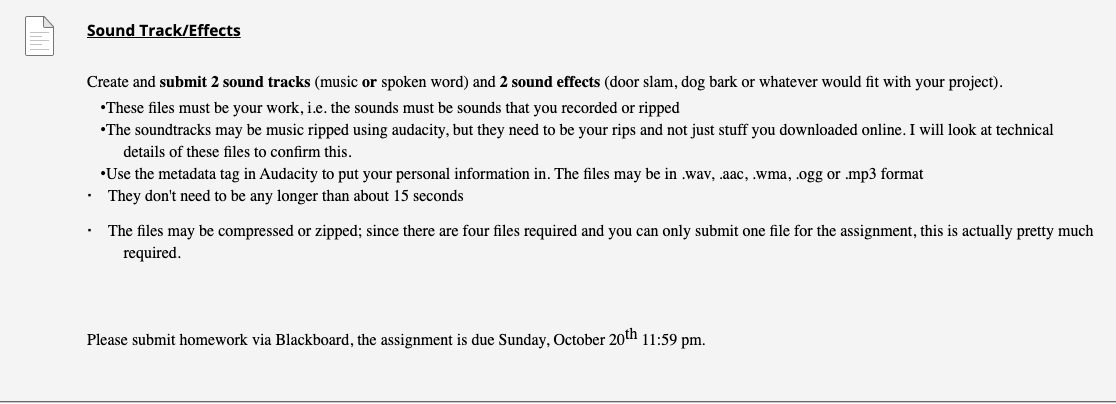 Sound Track/Effects
Create and submit 2 sound tracks (music or spoken word) and 2 sound effects (door slam, dog bark or whatever would fit with your project).
•These files must be your work, i.e. the sounds must be sounds that you recorded or ripped
•The soundtracks may be music ripped using audacity, but they need to be your rips and not just stuff you downloaded online. I will look at technical
details of these files to confirm this.
•Use the metadata tag in Audacity to put your personal information in. The files may be in .wav, .aac, .wma, .ogg or .mp3 format
· They don't need to be any longer than about 15 seconds
· The files may be compressed or zipped; since there are four files required and you can only submit one file for the assignment, this is actually pretty much
required.
Please submit homework via Blackboard, the assignment is due Sunday, October 20th 11:59 pm.